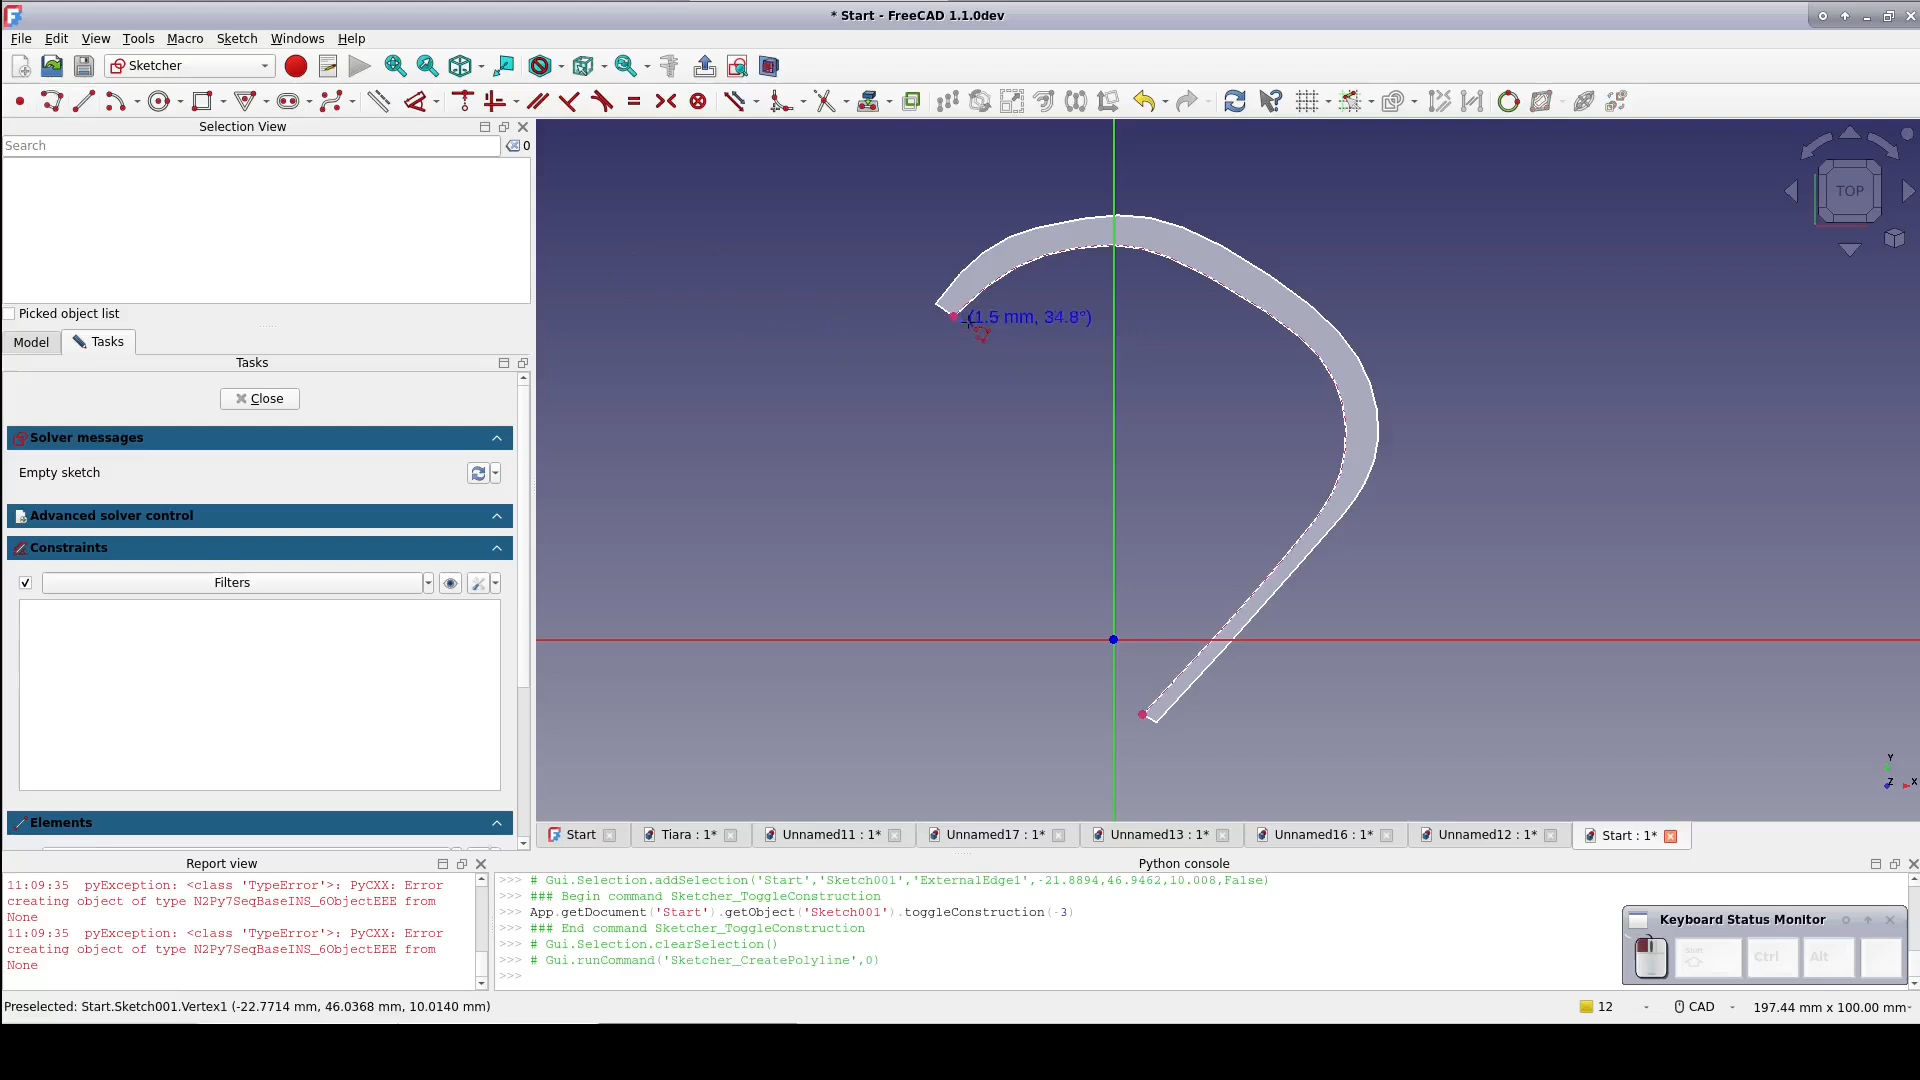 * Start - FreeCAD 1.1.0dev
File Edit View Tools Macro Sketch Windows Help
Sketcher
Selection View
Search
0
Picked object list
Model
Tasks
Tasks
Close
Solver messages
Empty sketch
Advanced solver control
Constraints
Filters
Elements
(1.5 mm, 34.8°)
TOP
Y
Z
X
Start
Tiara : 1*
Unnamed11 : 1*
Unnamed17 : 1*
Unnamed13 : 1*
Unnamed16 : 1*
Unnamed12 : 1*
Start : 1*
Report view
11:09:35 pyException: <class 'TypeError'>: PyCXX: Error
creating object of type N2Py7SeqBaseINS_6ObjectEEE from
None
11:09:35 pyException: <class 'TypeError'>: PyCXX: Error
creating object of type N2Py7SeqBaseINS_6ObjectEEE from
None
Python console
>>> # Gui.Selection.addSelection('Start','Sketch001','ExternalEdge1',-21.8894,46.9462,10.008,False)
>>> ### Begin command Sketcher_ToggleConstruction
>>> App.getDocument('Start').getObject('Sketch001').toggleConstruction(-3)
>>> ### End command Sketcher_ToggleConstruction
>>> # Gui.Selection.clearSelection()
>>> # Gui.runCommand('Sketcher_CreatePolyline',0)
>>>
Keyboard Status Monitor
Shift
Ctrl
Alt
Preselected: Start.Sketch001.Vertex1 (-22.7714 mm, 46.0368 mm, 10.0140 mm)
12
CAD
197.44 mm x 100.00 mm